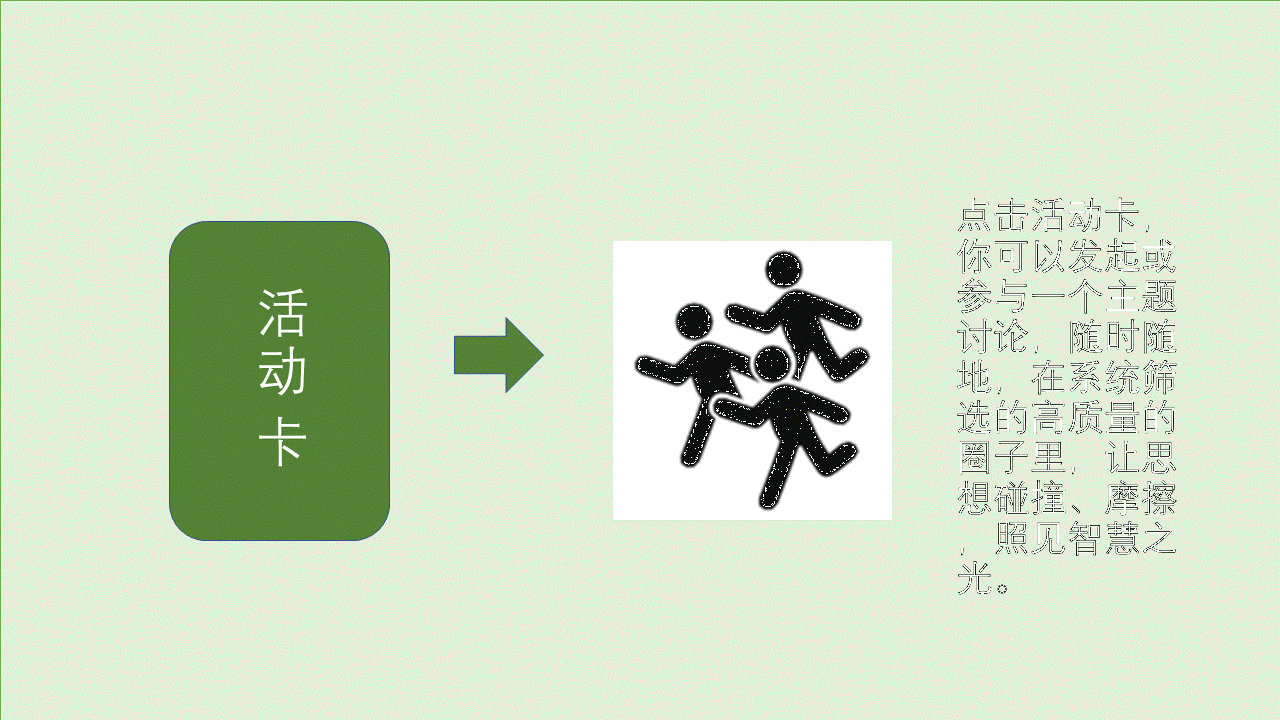 活
动
卡
点击活动卡，
你可以发起或
参与一个主题
讨论，随时随
地，在系统筛
选的高质量的
圈子里，让思
想碰撞、摩擦
，照见智慧之
光。